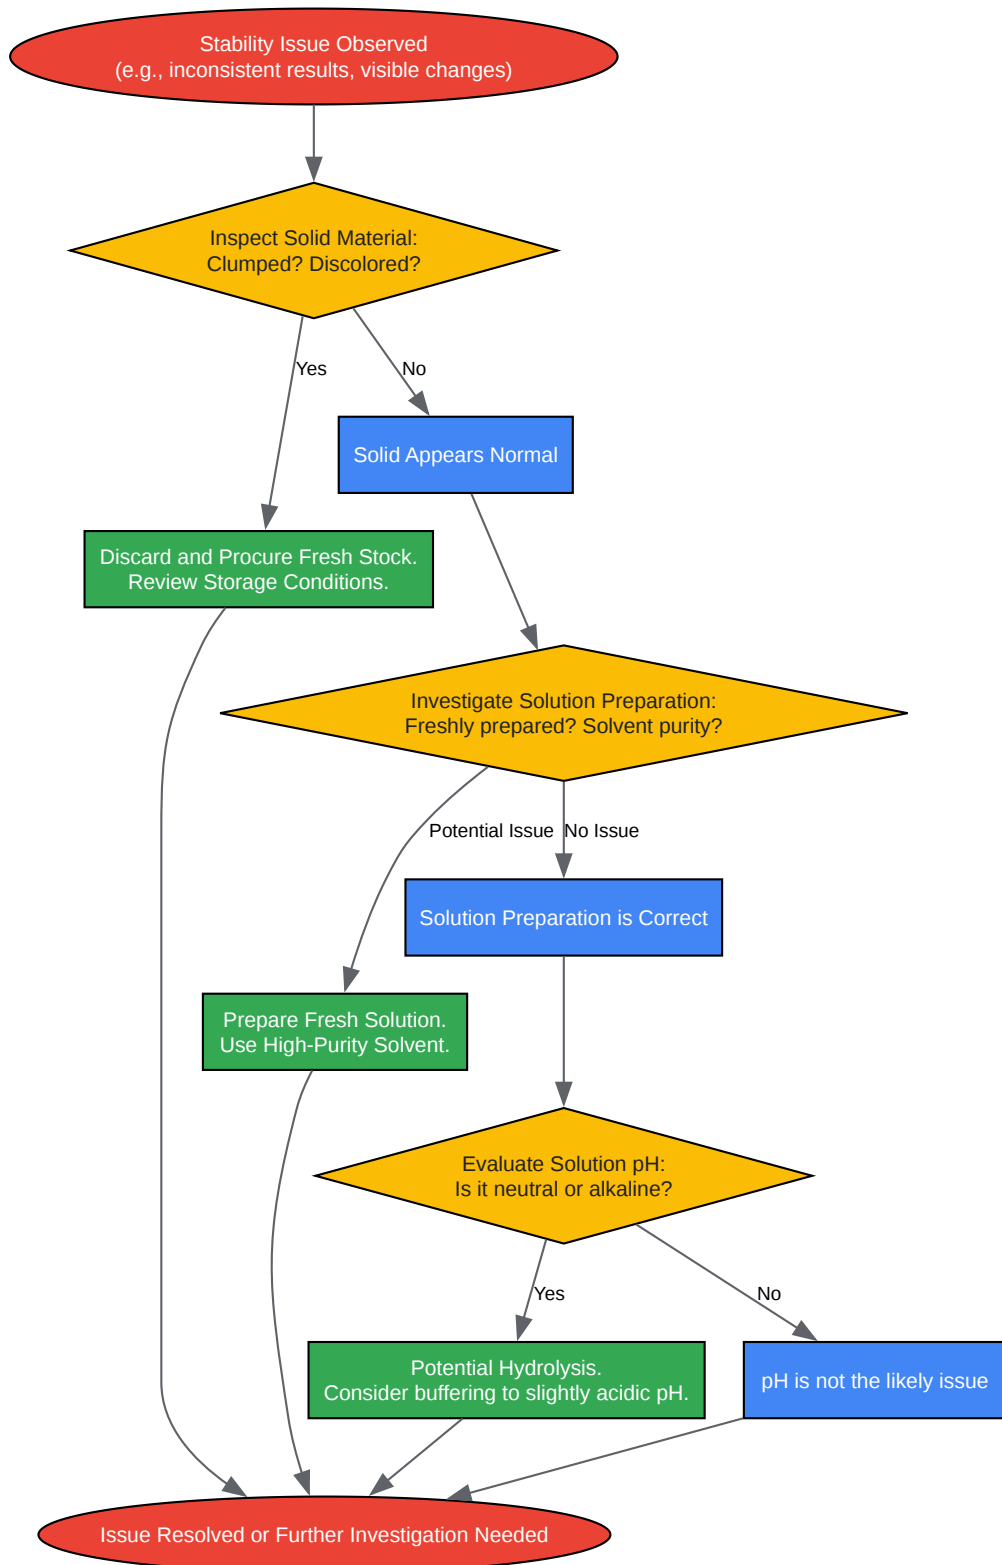 Stability Issue Observed
(e.g., inconsistent results, visible changes)
Inspect Solid Material:
Clumped? Discolored?
Yes
No
Solid Appears Normal
Discard and Procure Fresh Stock.
Review Storage Conditions.
Investigate Solution Preparation:
Freshly prepared? Solvent purity?
Potential Issue
No Issue
Solution Preparation is Correct
Prepare Fresh Solution.
Use High-Purity Solvent.
Evaluate Solution pH:
Is it neutral or alkaline?
Yes
No
Potential Hydrolysis.
Consider buffering to slightly acidic pH.
pH is not the likely issue
Issue Resolved or Further Investigation Needed